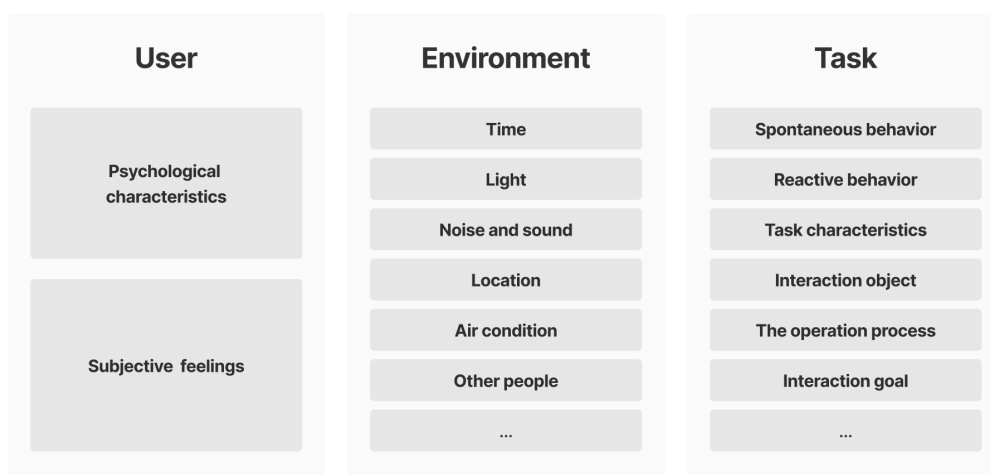 User
Psychological
characteristics
Subjective feelings
Environment
Time
Light
Noise and sound
Location
Air condition
Other people
...
Task
Spontaneous behavior
Reactive behavior
Task characteristics
Interaction object
The operation process
Interaction goal
...